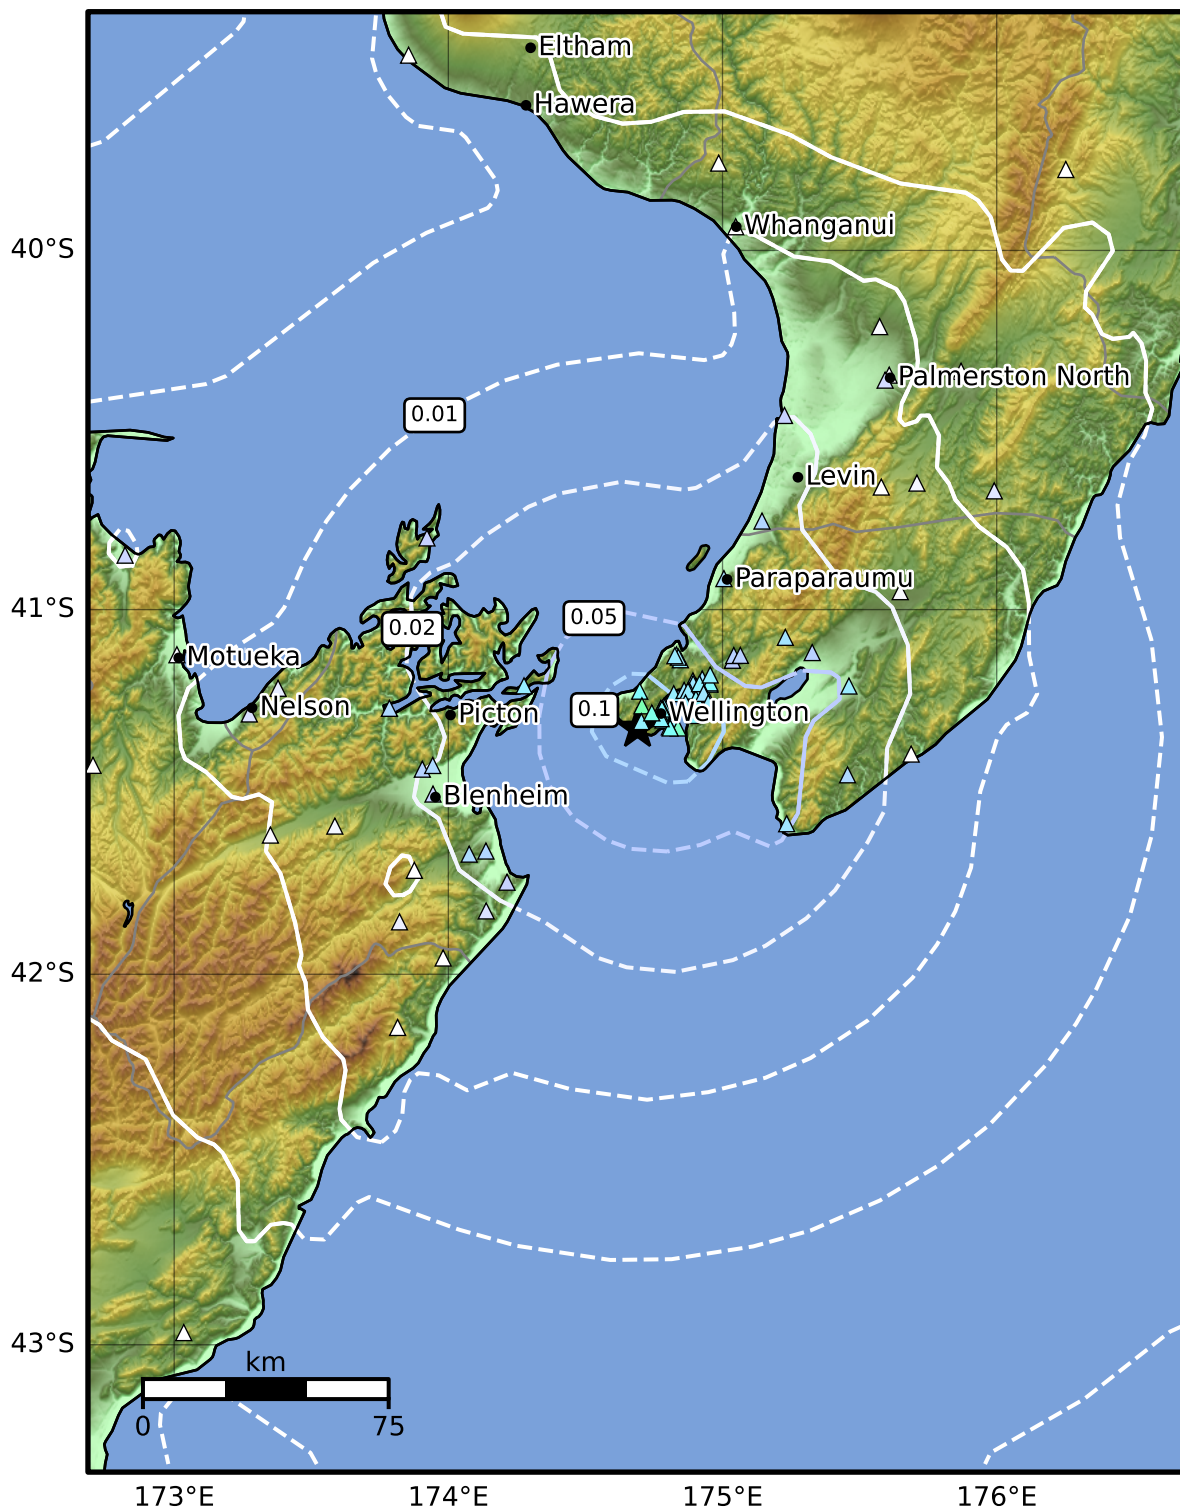 Eltham
Hawera
Whanganui
40°S
Palmerston North
0.01
Levin
Paraparaumu
41°S
0.05
0.02
Motueka
Nelson
Picton
0.1
Wellington
Blenheim
42°S
43°S
km
0
75
173°E
174°E
175°E
176°E